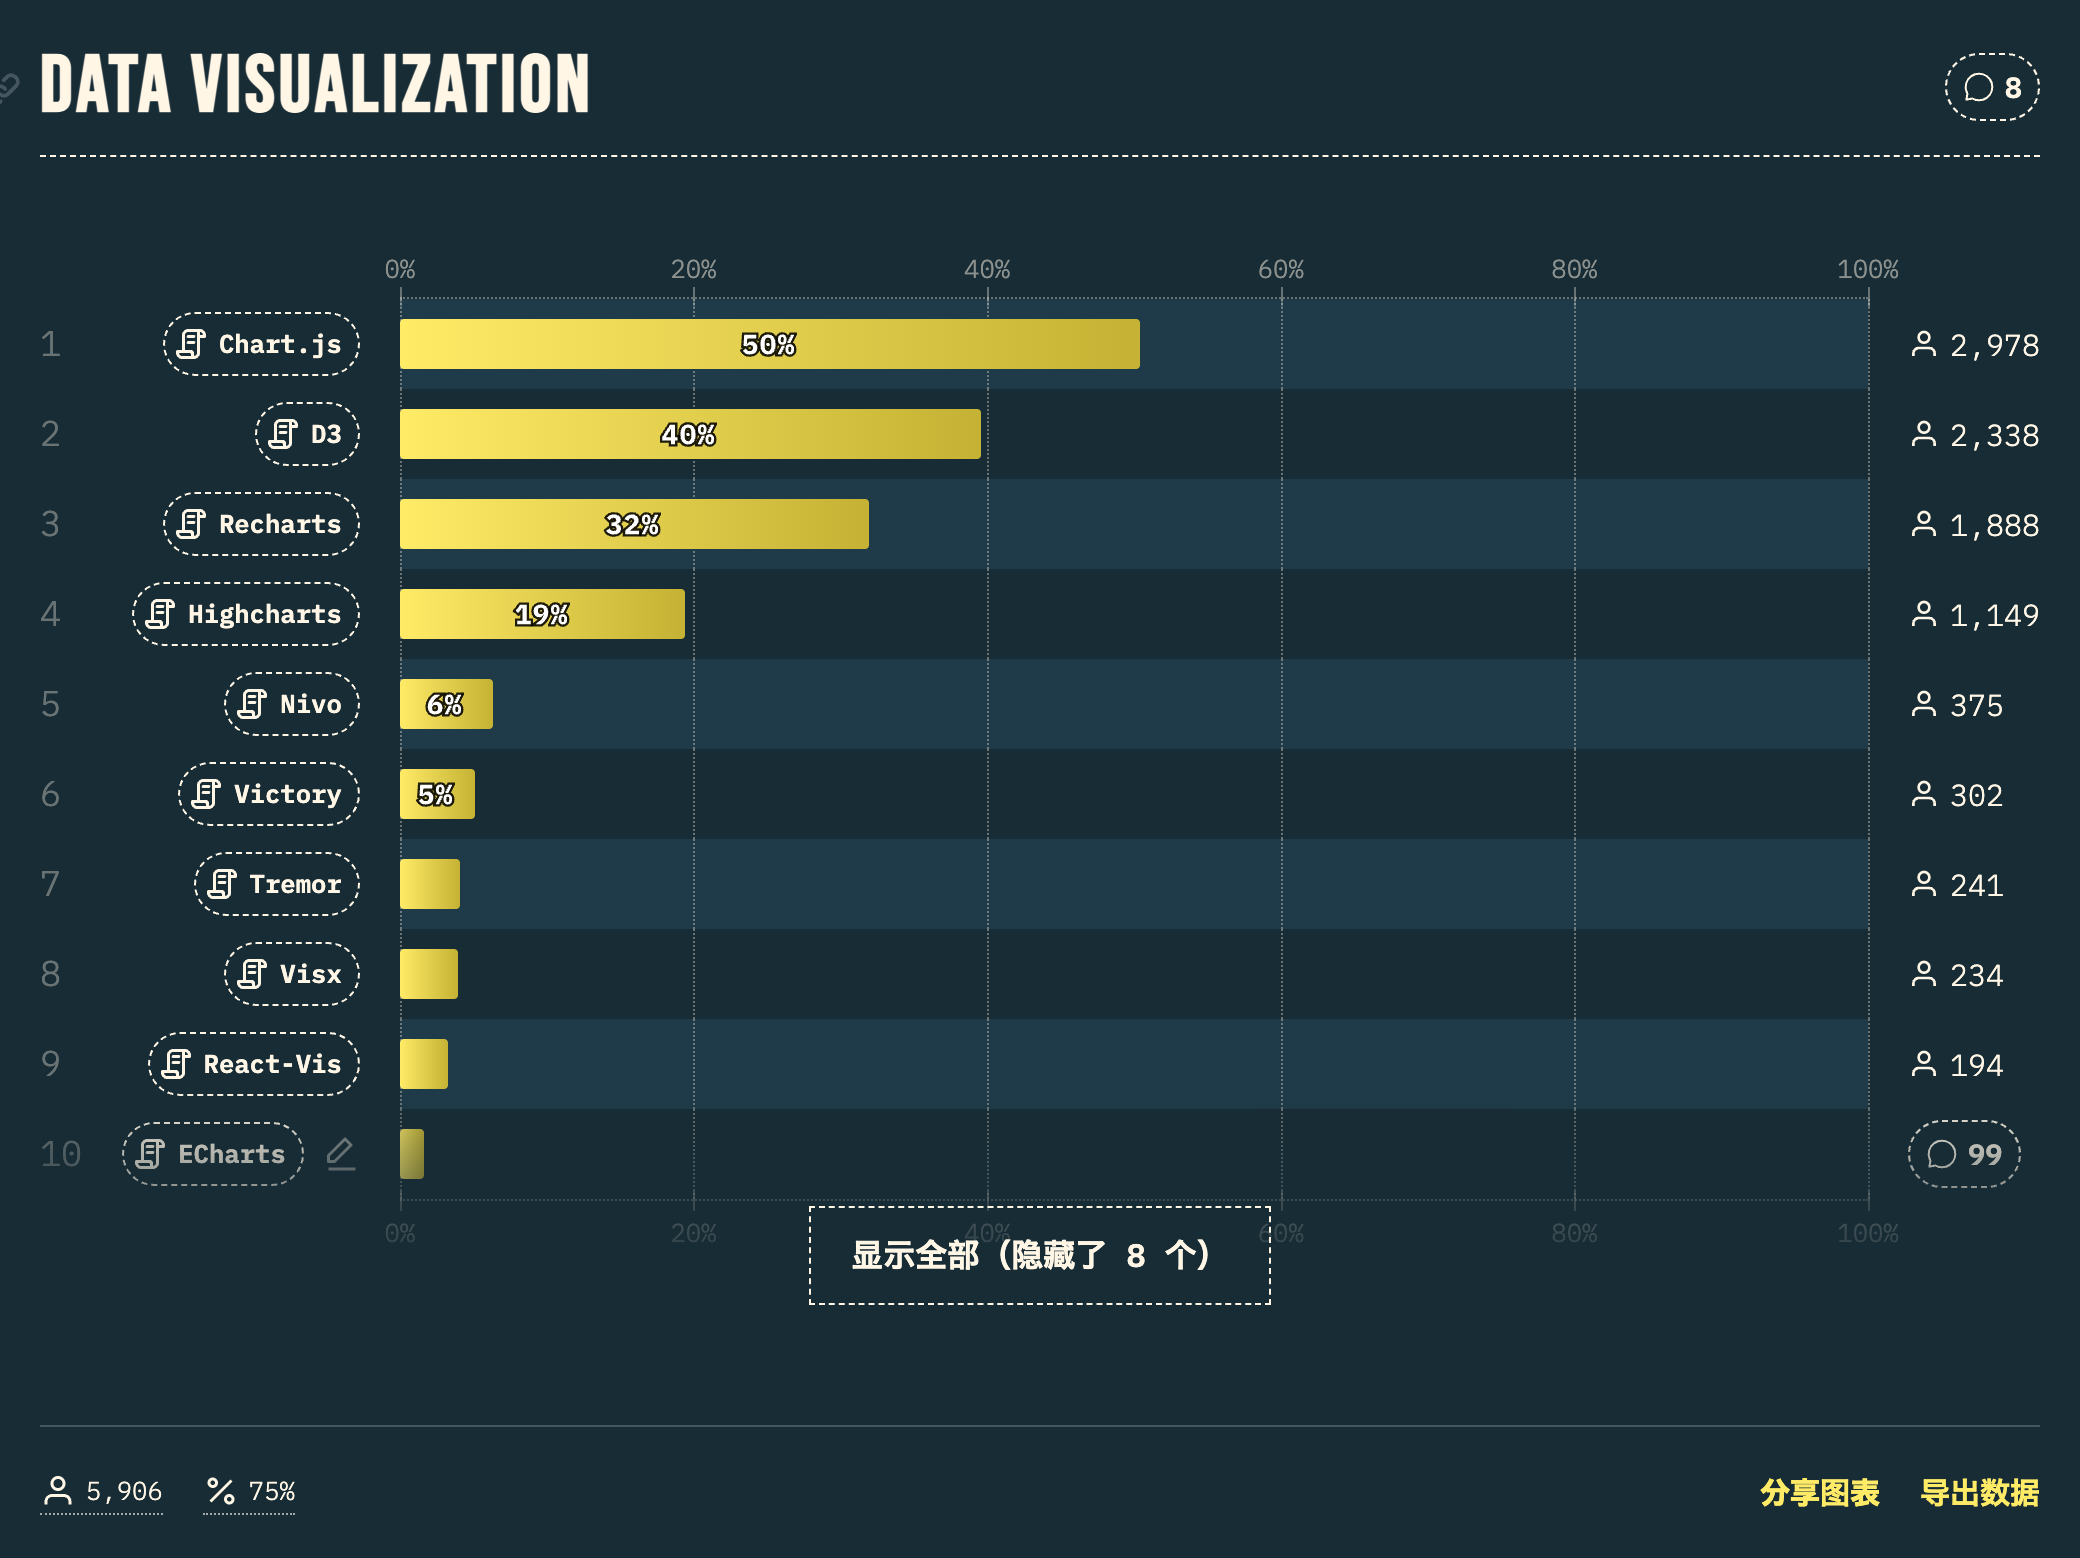 DATA VISUALIZATION
8
0% 20% 40% 60% 80% 100%
1 Chart.js 50% 2,978
2 D3 40% 2,338
3 Recharts 32% 1,888
4 Highcharts 19% 1,149
5 Nivo 6% 375
6 Victory 5% 302
7 Tremor 241
8 Visx 234
9 React-Vis 194
10 ECharts 99
0% 20% 40% 60% 80% 100%
显示全部（隐藏了 8 个）
5,906 75% 分享图表 导出数据